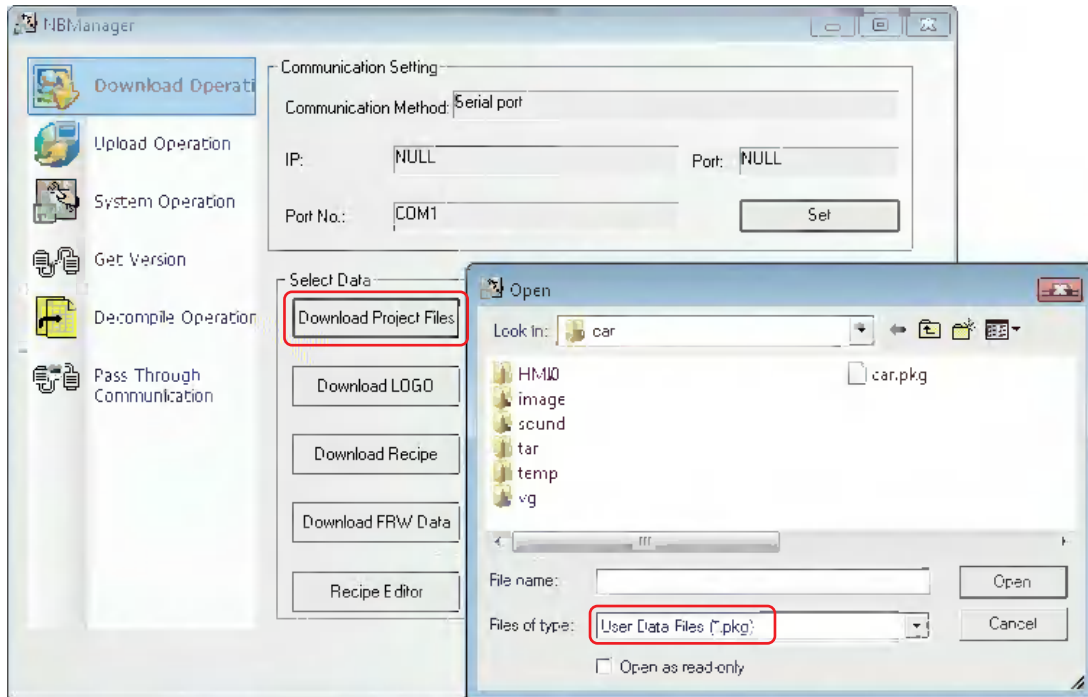 NBManager
Download Operati
Upload Operation
System Operation
Get Version
Decompile Operation
Pass Through
Communication
Communication Setting
Communication Method: Serial port
IP: NULL Port: NULL
Port No.: COM1 Set
Select Data
Download Project Files
Download LOGO
Download Recipe
Download FRW Data
Recipe Editor
Open
Look in: car
HMI0
image
sound
tar
temp
vg
car.pkg
File name: Open
Files of type: User Data Files (*.pkg) Cancel
Open as read-only